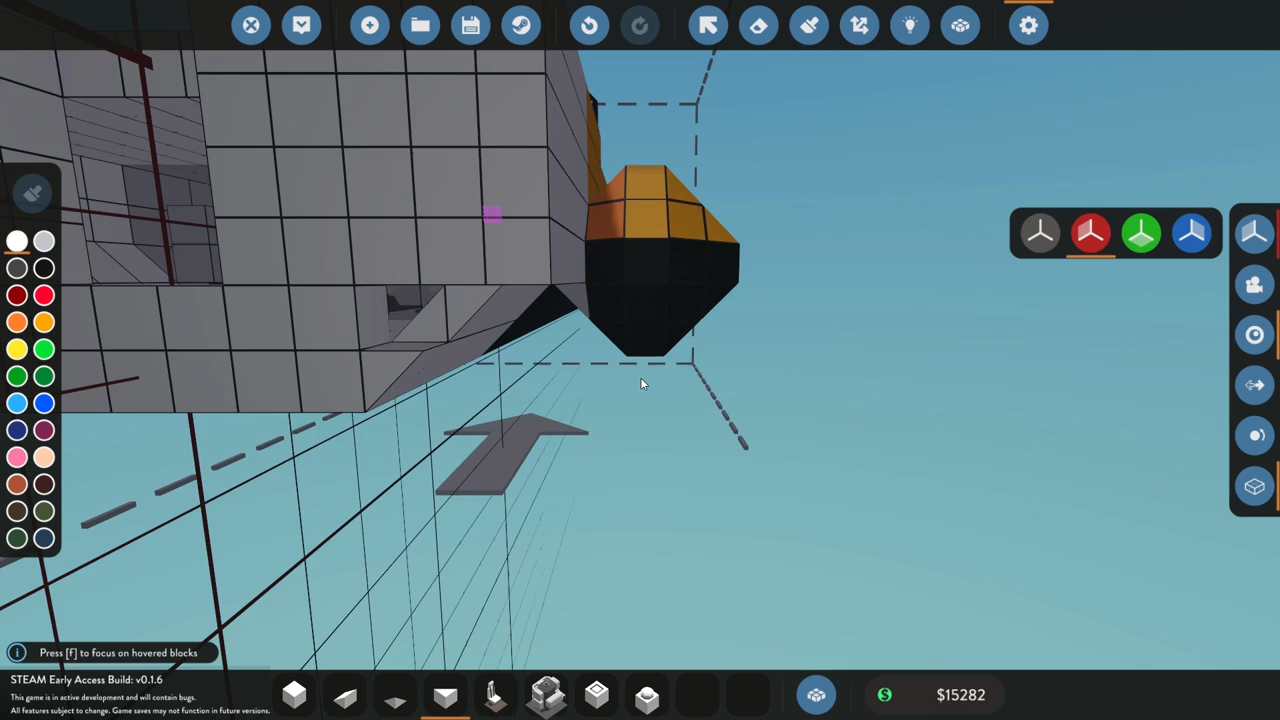 Press [f] to focus on hovered blocks
STEAM Early Access Build: v0.1.6
This game is in active development and will contain bugs.
All features subject to change. Game saves may not function in future versions.
$15282